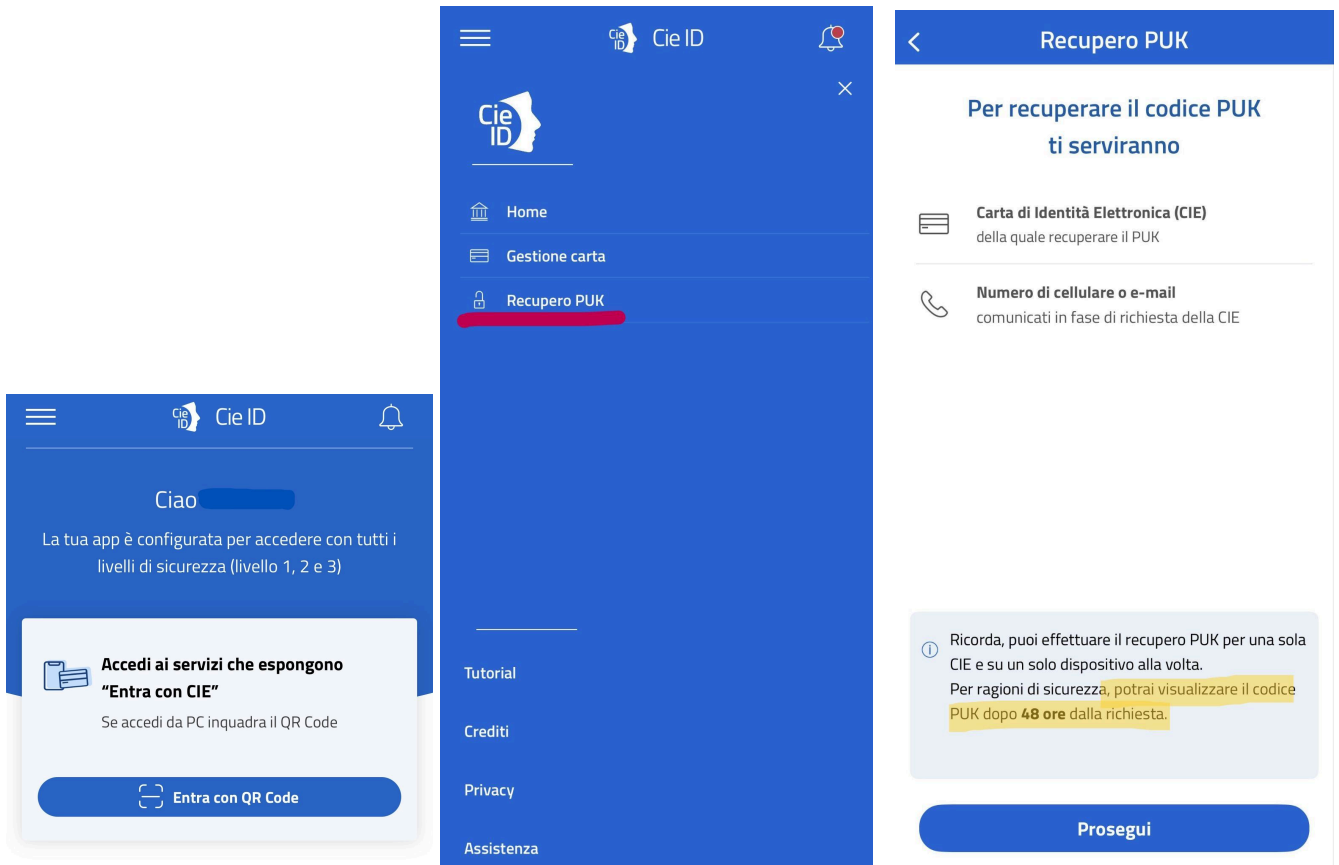 Cie ID
Cie ID
Ciao
La tua app è configurata per accedere con tutti i
livelli di sicurezza (livello 1, 2 e 3)
Accedi ai servizi che espongono
“Entra con CIE”
Se accedi da PC inquadra il QR Code
Entra con QR Code
Cie ID
Cie ID
Cie
ID
Home
Gestione carta
Recupero PUK
Tutorial
Crediti
Privacy
Assistenza
Recupero PUK
Per recuperare il codice PUK
ti serviranno
Carta di Identità Elettronica (CIE)
della quale recuperare il PUK
Numero di cellulare o e-mail
comunicati in fase di richiesta della CIE
Ricorda, puoi effettuare il recupero PUK per una sola
CIE e su un solo dispositivo alla volta.
Per ragioni di sicurezza, potrai visualizzare il codice
PUK dopo 48 ore dalla richiesta.
Prosegui